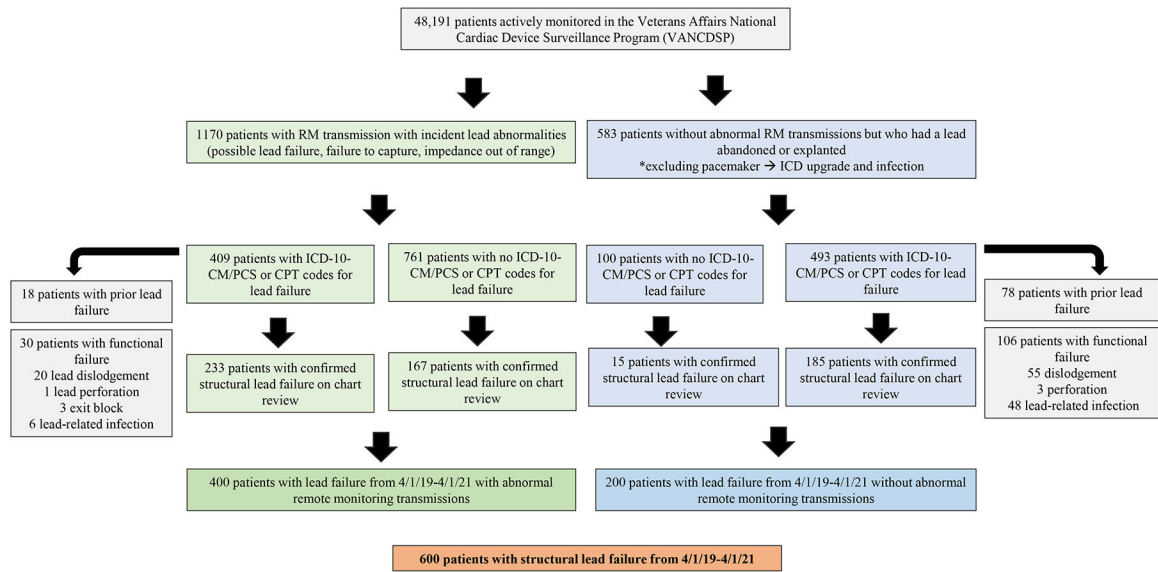 48,191 patients actively monitored in the Veterans Affairs National
Cardiac Device Surveillance Program (VANCDSP)
1170 patients with RM transmission with incident lead abnormalities
(possible lead failure, failure to capture, impedance out of range)
583 patients without abnormal RM transmissions but who had a lead
abandoned or explanted
*excluding pacemaker → ICD upgrade and infection
409 patients with ICD-10-
CM/PCS or CPT codes for
lead failure
761 patients with no ICD-10-
CM/PCS or CPT codes for
lead failure
100 patients with no ICD-10-
CM/PCS or CPT codes for
lead failure
493 patients with ICD-10-
CM/PCS or CPT codes for lead
failure
18 patients with prior lead
failure
78 patients with prior lead
failure
30 patients with functional
failure
20 lead dislodgement
1 lead perforation
3 exit block
6 lead-related infection
233 patients with confirmed
structural lead failure on chart
review
167 patients with confirmed
structural lead failure on chart
review
15 patients with confirmed
structural lead failure on chart
review
185 patients with confirmed
structural lead failure on chart
review
106 patients with functional
failure
55 dislodgement
3 perforation
48 lead-related infection
400 patients with lead failure from 4/1/19-4/1/21 with abnormal
remote monitoring transmissions
200 patients with lead failure from 4/1/19-4/1/21 without abnormal
remote monitoring transmissions
600 patients with structural lead failure from 4/1/19-4/1/21